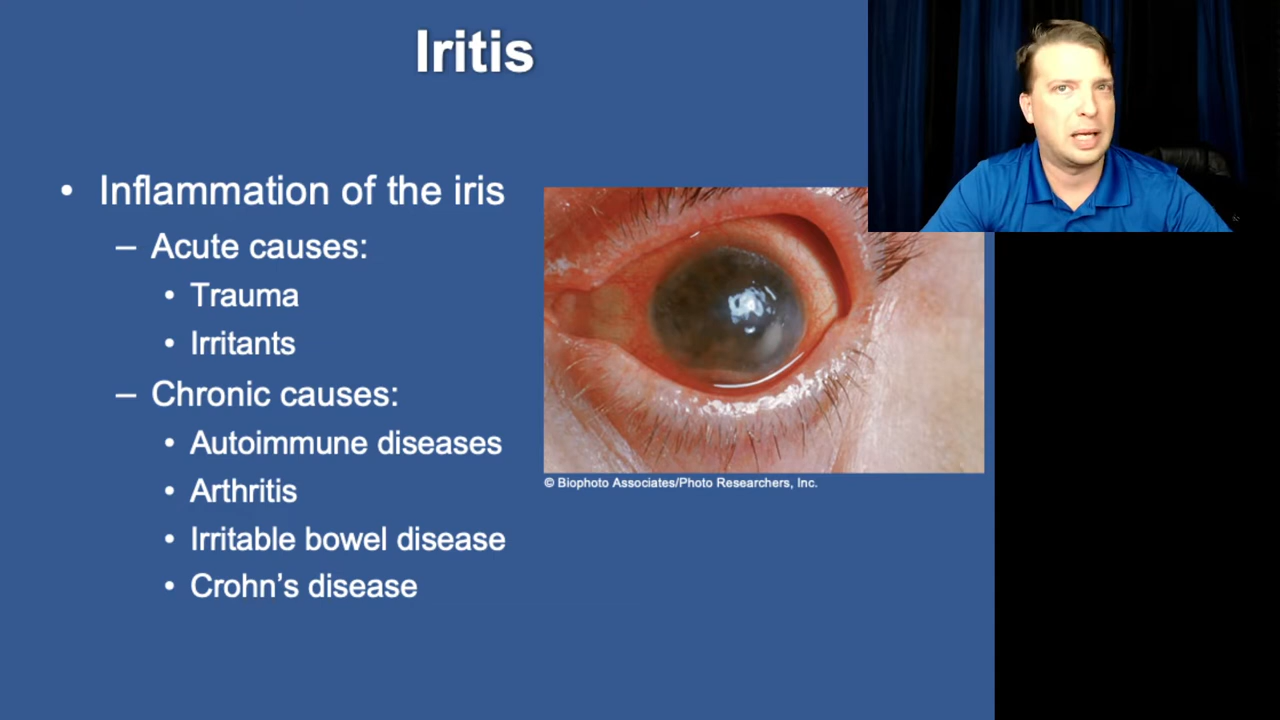 Iritis
• Inflammation of the iris
– Acute causes:
• Trauma
• Irritants
– Chronic causes:
• Autoimmune diseases
• Arthritis
• Irritable bowel disease
• Crohn's disease
© Biophoto Associates/Photo Researchers, Inc.